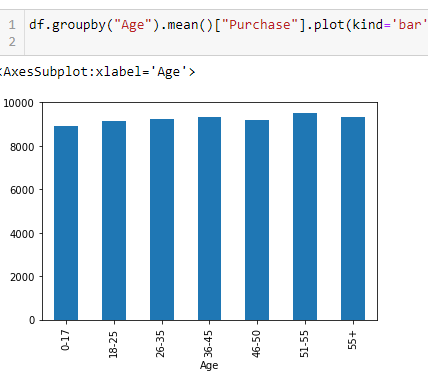 1 df.groupby("Age").mean()["Purchase"].plot(kind='bar'
2
<AxesSubplot:xlabel='Age'>
10000
8000
6000
4000
2000
0
0-17 18-25 26-35 36-45 46-50 51-55 55+
Age